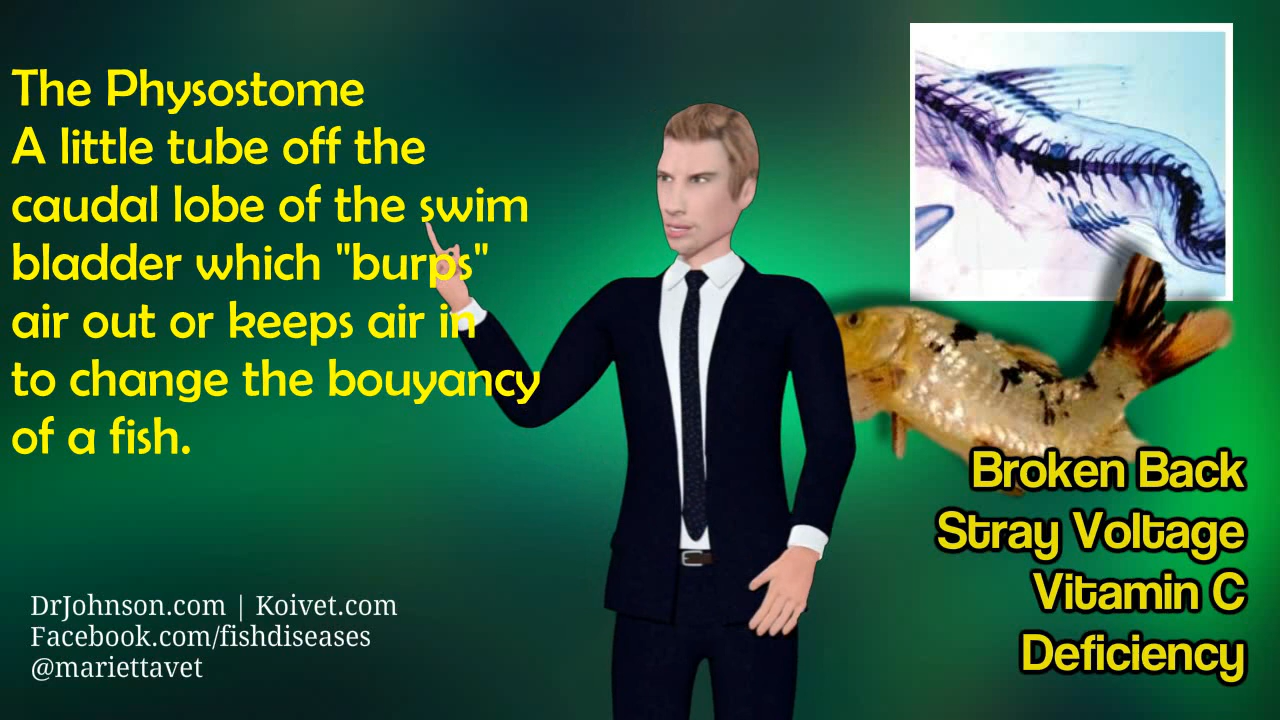 The Physostome
A little tube off the
caudal lobe of the swim
bladder which "burps"
air out or keeps air in
to change the bouyancy
of a fish.
Broken Back
Stray Voltage
Vitamin C
Deficiency
DrJohnson.com | Koivet.com
Facebook.com/fishdiseases
@mariettavet